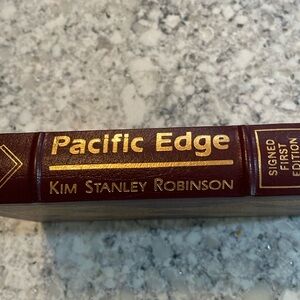 Pacific Edge
KIM STANLEY ROBINSON
SIGNED
FIRST
EDITION